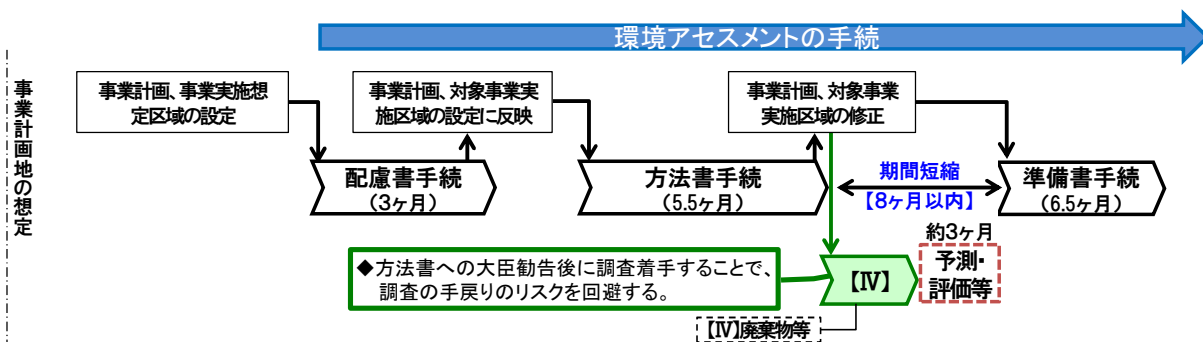 環境アセスメントの手続
事業計画地の想定
事業計画、事業実施想
定区域の設定
事業計画、対象事業実
施区域の設定に反映
事業計画、対象事業
実施区域の修正
配慮書手続
（3ヶ月）
方法書手続
（5.5ヶ月）
期間短縮
【8ヶ月以内】
準備書手続
（6.5ヶ月）
◆方法書への大臣勧告後に調査着手することで、
調査の手戻りのリスクを回避する。
【Ⅳ】
約3ヶ月
予測・
評価等
【Ⅳ】廃棄物等